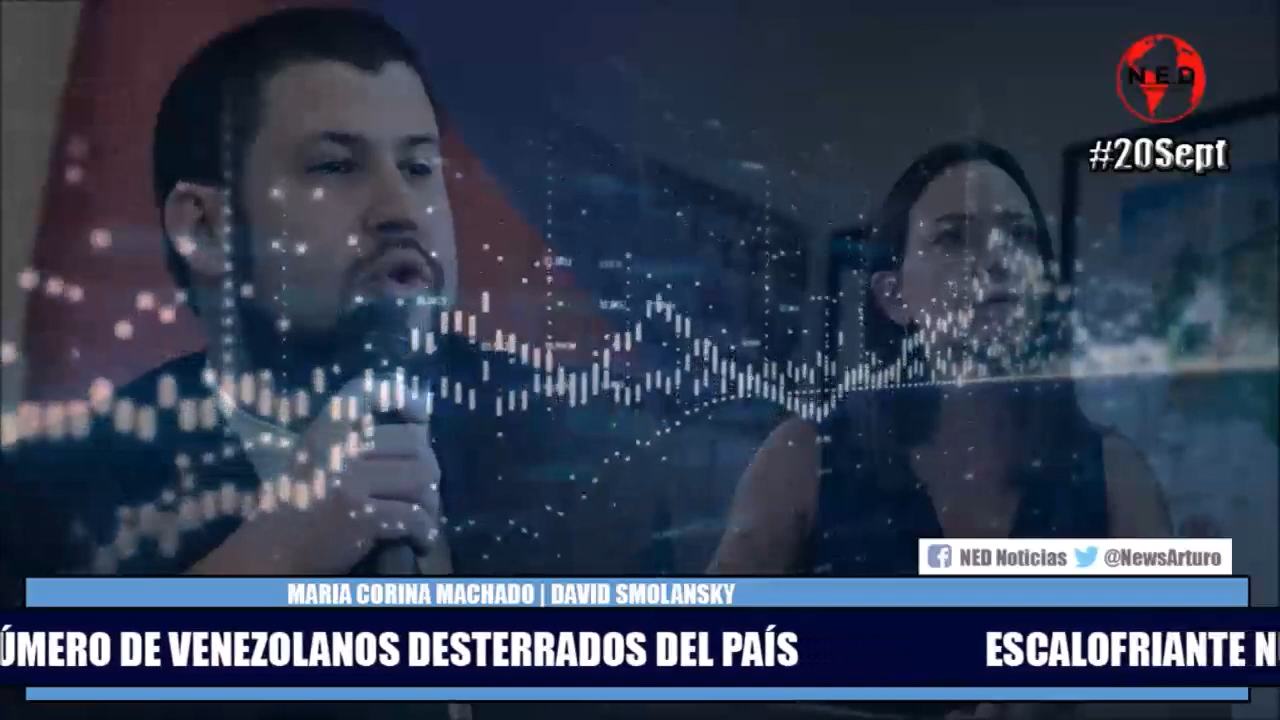 NED
#20Sept
NED Noticias @NewsArturo
MARIA CORINA MACHADO | DAVID SMOLANSKY
ÚMERO DE VENEZOLANOS DESTERRADOS DEL PAÍS ESCALOFRIANTE N